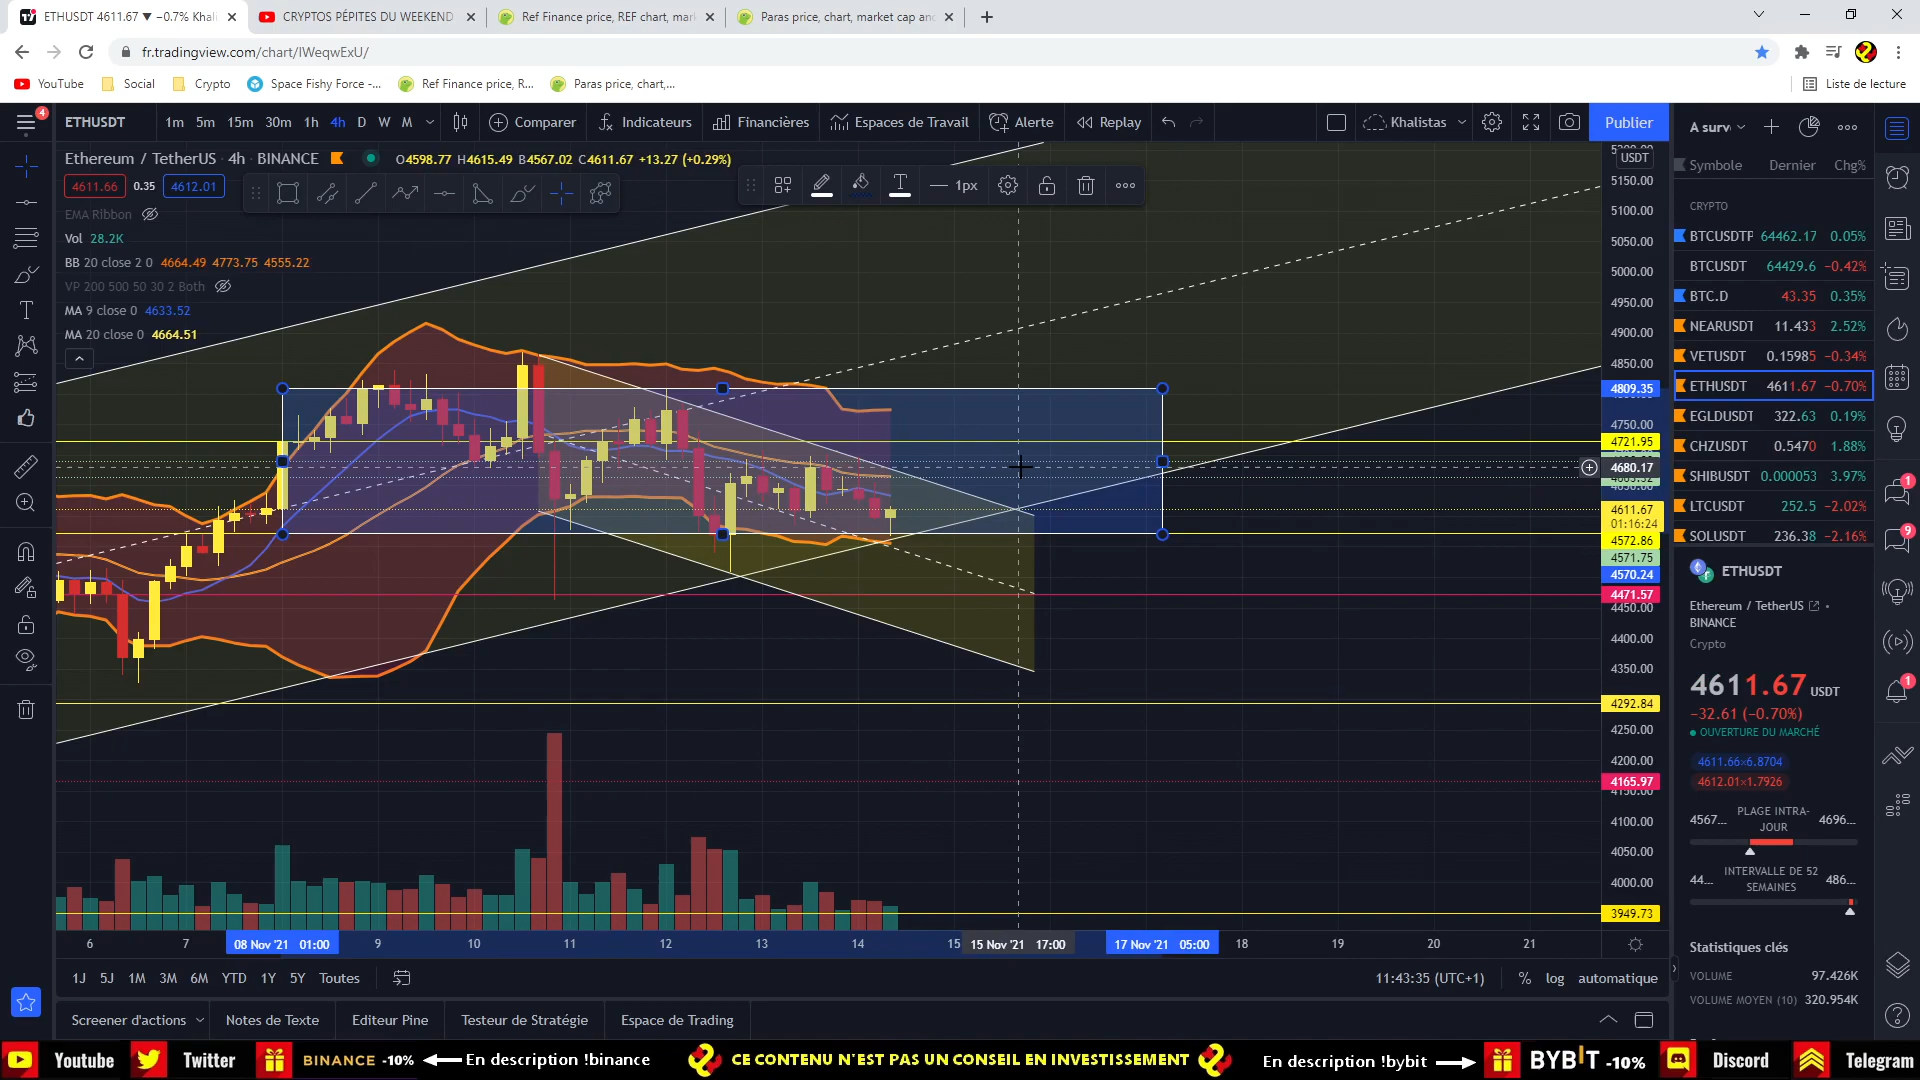 ETHUSDT 4611.67 ▼ −0.7% Khali
CRYPTOS PÉPITES DU WEEKEND
Ref Finance price, REF chart, mar
Paras price, chart, market cap an
fr.tradingview.com/chart/IWeqwExU/
YouTube
Social
Crypto
Space Fishy Force -...
Ref Finance price, R...
Paras price, chart,...
Liste de lecture
4
ETHUSDT
1m 5m 15m 30m 1h 4h D W M
Comparer
Indicateurs
Financières
Espaces de Travail
Alerte
Replay
Khalistas
Publier
Ethereum / TetherUS · 4h · BINANCE
O4598.77 H4615.49 B4567.02 C4611.67 +13.27 (+0.29%)
4611.66 0.35 4612.01
1px
EMA Ribbon
Vol 28.2K
BB 20 close 2 0 4664.49 4773.75 4555.22
VP 200 500 50 30 2 Both
MA 9 close 0 4633.52
MA 20 close 0 4664.51
USDT
5150.00
5100.00
5050.00
5000.00
4950.00
4900.00
4850.00
4809.35
4750.00
4721.95
4680.17
4611.67
01:16:24
4572.86
4571.75
4570.24
4471.57
4450.00
4400.00
4350.00
4292.84
4250.00
4200.00
4165.97
4150.00
4100.00
4050.00
4000.00
3949.73
6 7 08 Nov '21 01:00 9 10 11 12 13 14 15 15 Nov '21 17:00 17 Nov '21 05:00 18 19 20 21
1J 5J 1M 3M 6M YTD 1Y 5Y Toutes
11:43:35 (UTC+1) % log automatique
Screener d'actions
Notes de Texte
Editeur Pine
Testeur de Stratégie
Espace de Trading
A surv
Symbole Dernier Chg%
CRYPTO
BTCUSDTP 64462.17 0.05%
BTCUSDT 64429.6 −0.42%
BTC.D 43.35 0.35%
NEARUSDT 11.433 2.52%
VETUSDT 0.15985 −0.34%
ETHUSDT 4611.67 −0.70%
EGLDUSDT 322.63 0.19%
CHZUSDT 0.5470 1.88%
SHIBUSDT 0.000053 3.97%
LTCUSDT 252.5 −2.02%
SOLUSDT 236.38 −2.16%
ETHUSDT
Ethereum / TetherUS
BINANCE
Crypto
4611.67 USDT
−32.61 (−0.70%)
OUVERTURE DU MARCHÉ
4611.66×6.8704
4612.01×1.7926
4567... PLAGE INTRA-JOUR 4696...
44... INTERVALLE DE 52 SEMAINES 486...
Statistiques clés
VOLUME 97.426K
VOLUME MOYEN (10) 320.954K
1
9
1
Youtube
Twitter
BINANCE -10%
En description !binance
CE CONTENU N'EST PAS UN CONSEIL EN INVESTISSEMENT
En description !bybit
BYBIT -10%
Discord
Telegram